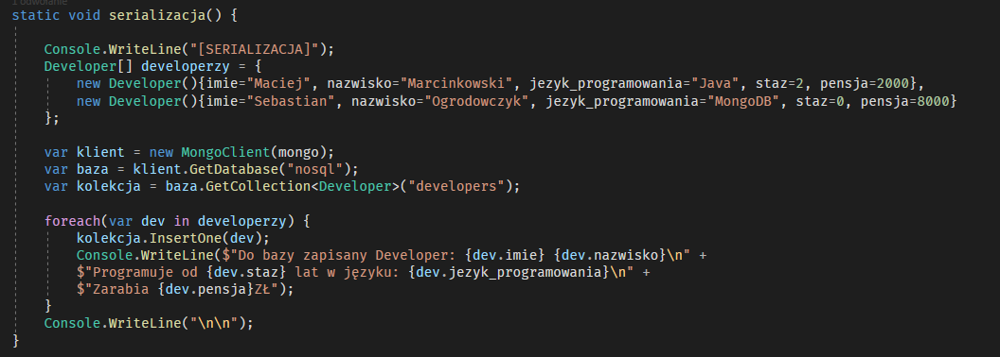 1 odwołanie
static void serializacja() {
Console.WriteLine("[SERIALIZACJA]");
Developer[] developerzy = {
new Developer(){imie="Maciej", nazwisko="Marcinkowski", jezyk_programowania="Java", staz=2, pensja=2000},
new Developer(){imie="Sebastian", nazwisko="Ogrodowczyk", jezyk_programowania="MongoDB", staz=0, pensja=8000}
};
var klient = new MongoClient(mongo);
var baza = klient.GetDatabase("nosql");
var kolekcja = baza.GetCollection<Developer>("developers");
foreach(var dev in developerzy) {
kolekcja.InsertOne(dev);
Console.WriteLine($"Do bazy zapisany Developer: {dev.imie} {dev.nazwisko}\n" +
$"Programuje od {dev.staz} lat w języku: {dev.jezyk_programowania}\n" +
$"Zarabia {dev.pensja}ZŁ");
}
Console.WriteLine("\n\n");
}